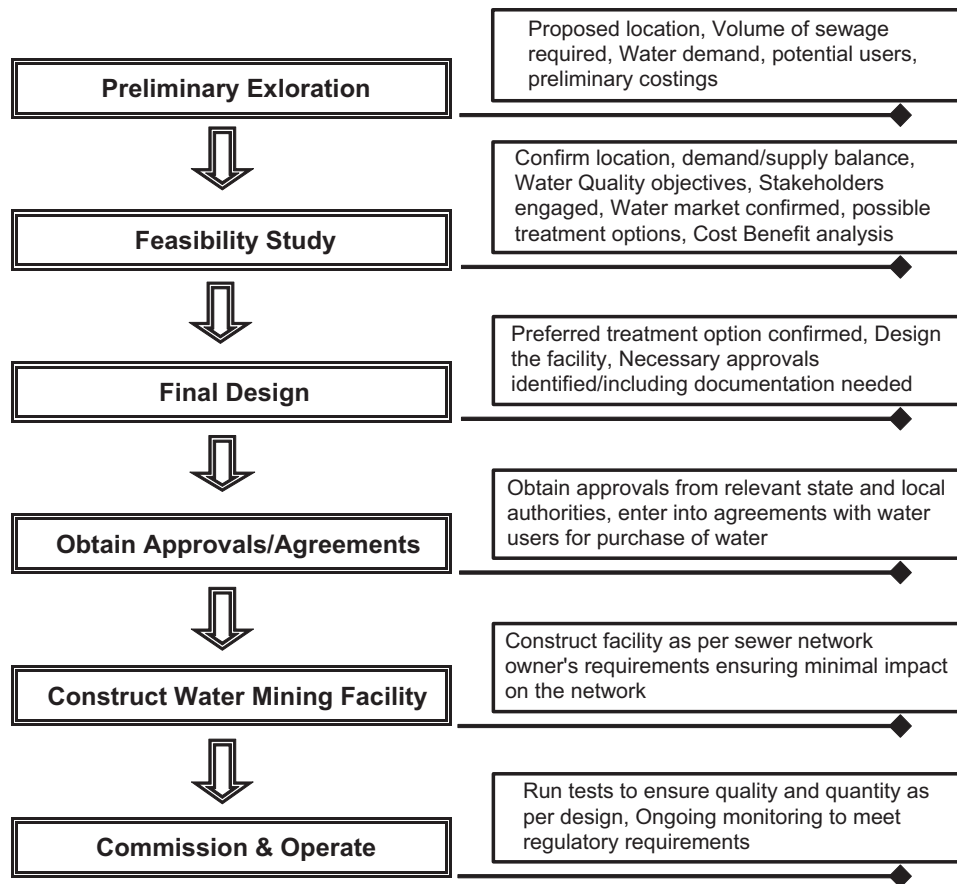 Proposed location, Volume of sewage
required, Water demand, potential users,
preliminary costings
Preliminary Exloration
Confirm location, demand/supply balance,
Water Quality objectives, Stakeholders
engaged, Water market confirmed, possible
treatment options, Cost Benefit analysis
Feasibility Study
Preferred treatment option confirmed, Design
the facility, Necessary approvals
identified/including documentation needed
Final Design
Obtain approvals from relevant state and local
authorities, enter into agreements with water
users for purchase of water
Obtain Approvals/Agreements
Construct facility as per sewer network
owner's requirements ensuring minimal impact
on the network
Construct Water Mining Facility
Run tests to ensure quality and quantity as
per design, Ongoing monitoring to meet
regulatory requirements
Commission & Operate